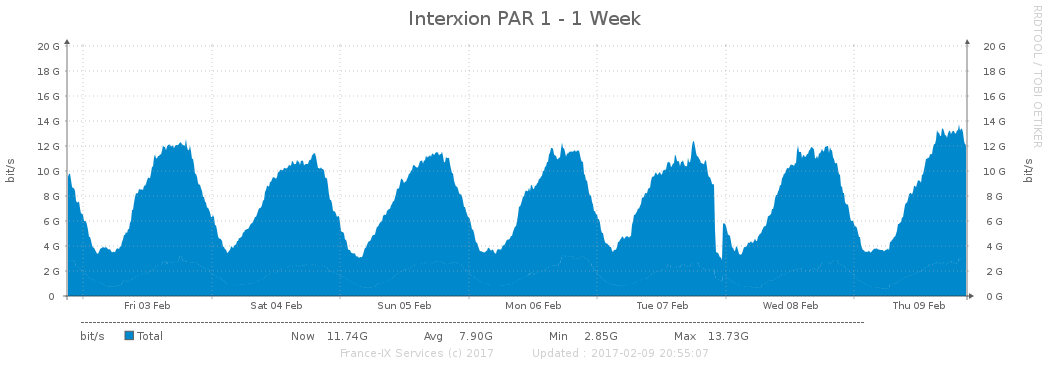 Interxion PAR 1 - 1 Week
RRDTOOL / TOBI OETIKER
bit/s
20 G 20 G
18 G 18 G
16 G 16 G
14 G 14 G
12 G 12 G
10 G 10 G
8 G 8 G
6 G 6 G
4 G 4 G
2 G 2 G
0 0 G
bit/s
Fri 03 Feb Sat 04 Feb Sun 05 Feb Mon 06 Feb Tue 07 Feb Wed 08 Feb Thu 09 Feb
bit/s Total Now 11.74G Avg 7.90G Min 2.85G Max 13.73G
France-IX Services (c) 2017 Updated : 2017-02-09 20:55:07